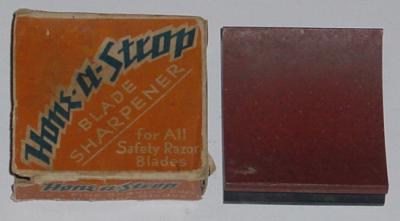 Hone-a-Strop
BLADE
SHARPENER
for All
Safety Razor
Blades
Hone a Strop